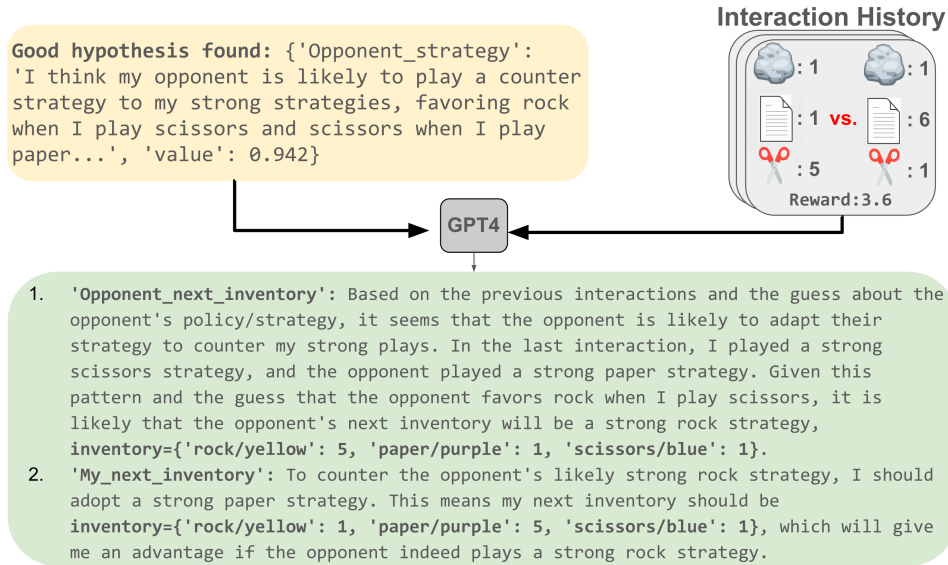 Interaction History
Good hypothesis found: {'Opponent_strategy':
'I think my opponent is likely to play a counter
strategy to my strong strategies, favoring rock
when I play scissors and scissors when I play
paper...', 'value': 0.942}
: 1 : 1
: 1 vs. : 6
: 5 : 1
Reward:3.6
GPT4
1. 'Opponent_next_inventory': Based on the previous interactions and the guess about the
opponent's policy/strategy, it seems that the opponent is likely to adapt their
strategy to counter my strong plays. In the last interaction, I played a strong
scissors strategy, and the opponent played a strong paper strategy. Given this
pattern and the guess that the opponent favors rock when I play scissors, it is
likely that the opponent's next inventory will be a strong rock strategy,
inventory={'rock/yellow': 5, 'paper/purple': 1, 'scissors/blue': 1}.
2. 'My_next_inventory': To counter the opponent's likely strong rock strategy, I should
adopt a strong paper strategy. This means my next inventory should be
inventory={'rock/yellow': 1, 'paper/purple': 5, 'scissors/blue': 1}, which will give
me an advantage if the opponent indeed plays a strong rock strategy.